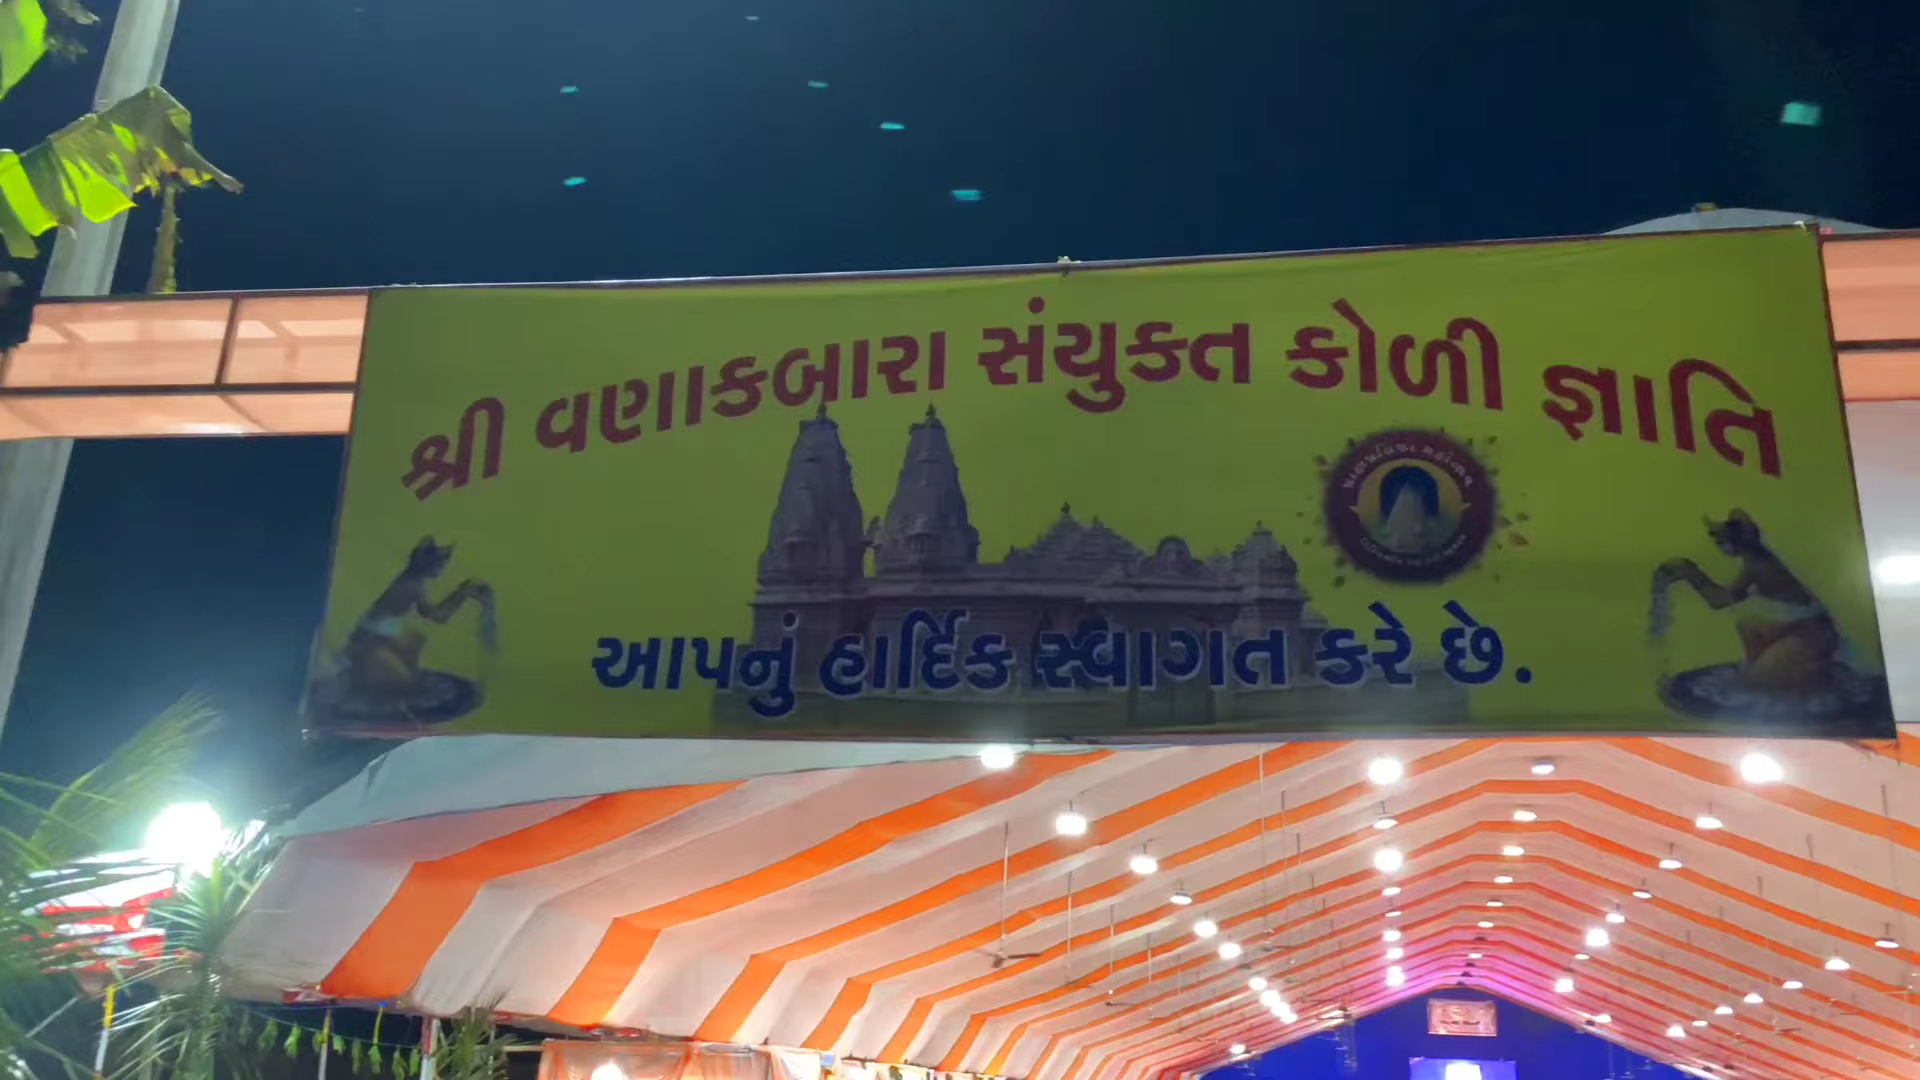 શ્રી વણાકબારા સંયુક્ત કોળી જ્ઞાતિ
આપનું હાર્દિક સ્વાગત કરે છે.